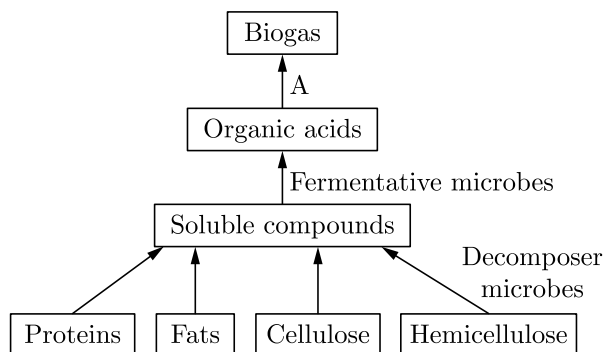 Biogas
A
Organic acids
Fermentative microbes
Soluble compounds
Decomposer
microbes
Proteins
Fats
Cellulose
Hemicellulose